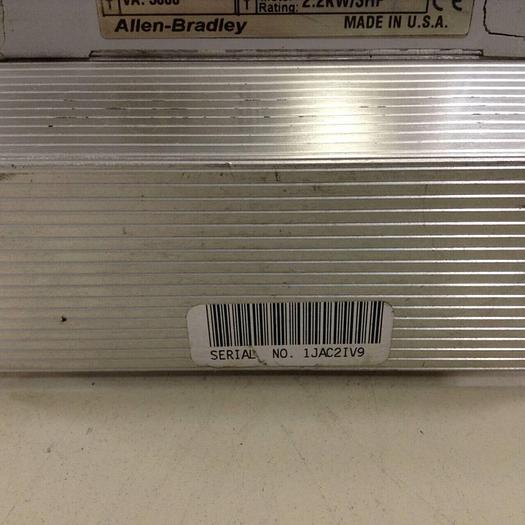 Rating: 2.2kW/3HP
Allen-Bradley MADE IN U.S.A.
SERIAL NO. 1JAC2IV9